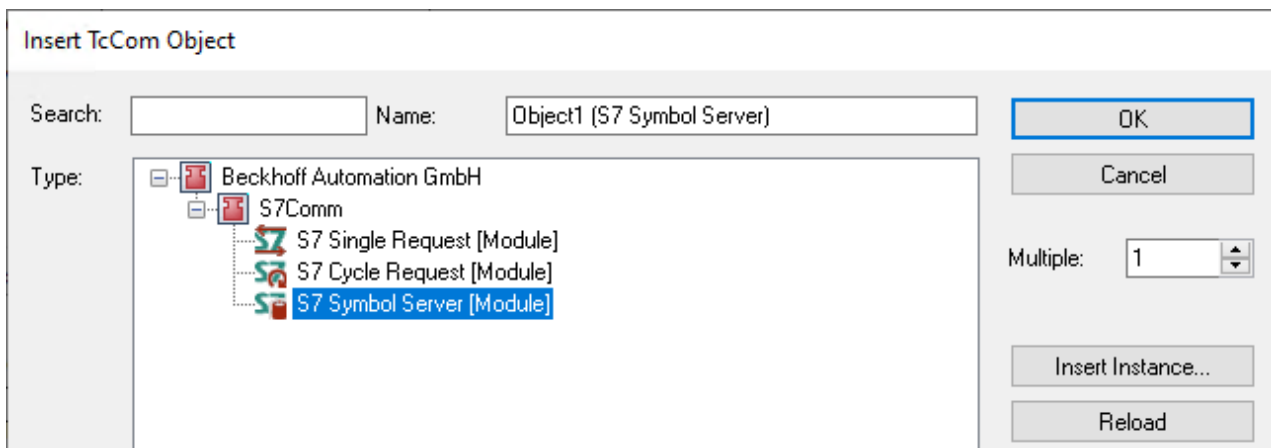 Insert TcCom Object
Search:
Name:
Object1 (S7 Symbol Server)
OK
Type:
Beckhoff Automation GmbH
Cancel
S7Comm
S7 Single Request [Module]
Multiple:
1
S7 Cycle Request [Module]
S7 Symbol Server [Module]
Insert Instance...
Reload